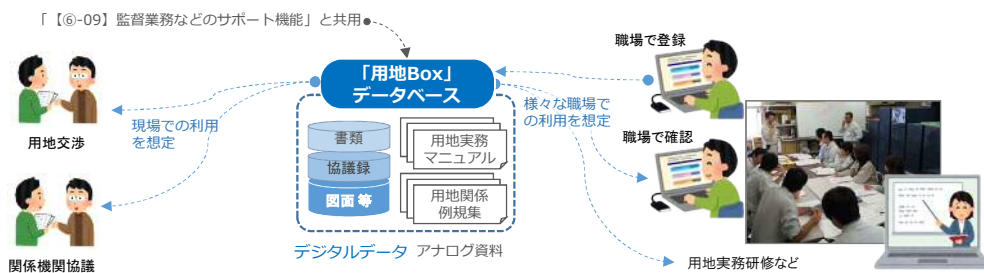 「【⑥-09】監督業務などのサポート機能」と共用
職場で登録
「用地Box」
データベース
様々な職場で
の利用を想定
現場での利用
を想定
用地交渉
書類
協議録
図面 等
用地実務
マニュアル
用地関係
例規集
職場で確認
デジタルデータ アナログ資料
関係機関協議
用地実務研修など